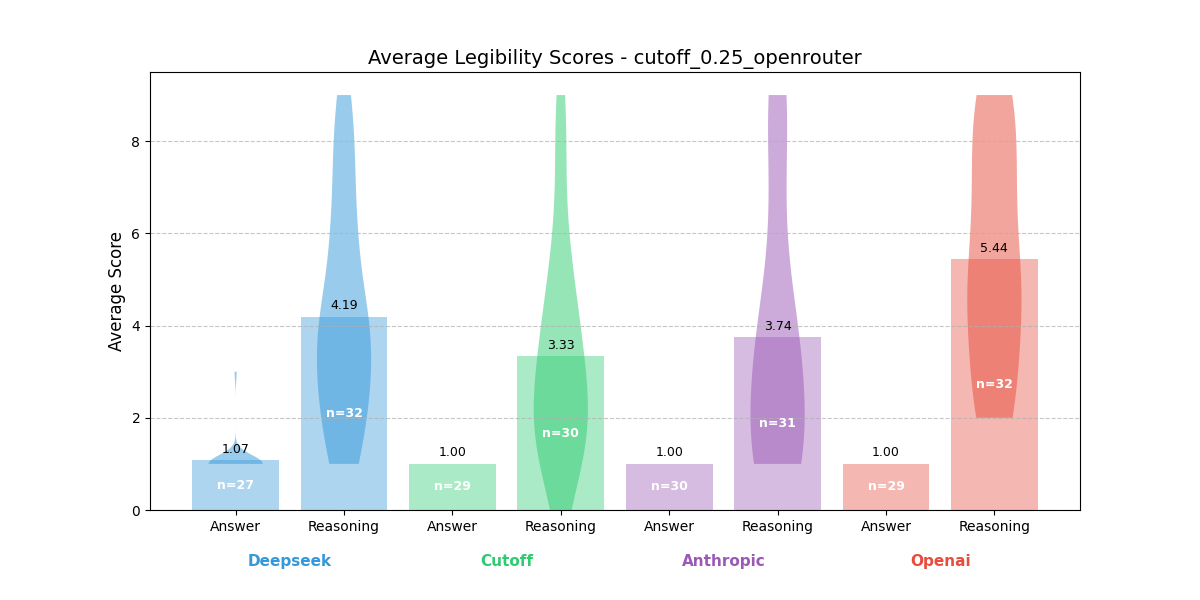 Average Legibility Scores - cutoff_0.25_openrouter
Average Score
8
6
4
2
0
1.07
4.19
1.00
3.33
1.00
3.74
1.00
5.44
n=27
n=32
n=29
n=30
n=30
n=31
n=29
n=32
Answer Reasoning Answer Reasoning Answer Reasoning Answer Reasoning
Deepseek Cutoff Anthropic Openai